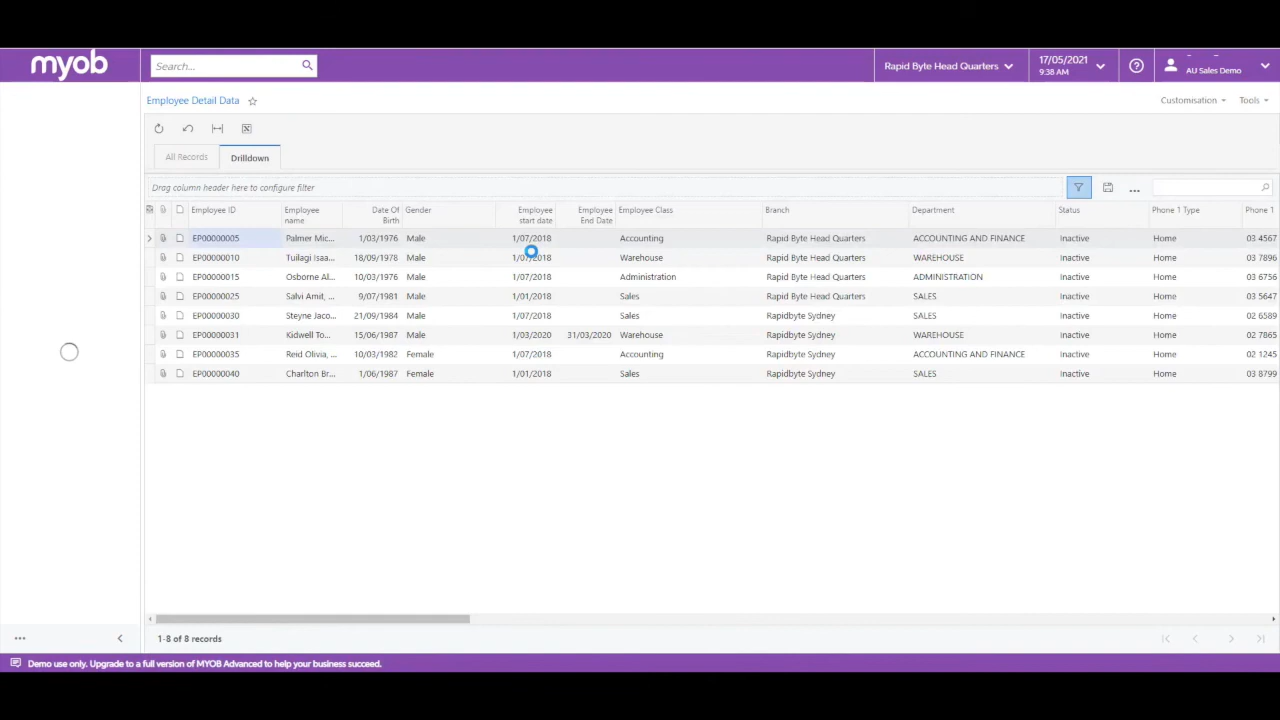 myob
Search...
Rapid Byte Head Quarters
17/05/2021
9:38 AM
AU Sales Demo
Employee Detail Data
Customisation
Tools
All Records
Drilldown
Drag column header here to configure filter
Employee ID Employee name Date Of Birth Gender Employee start date Employee End Date Employee Class Branch Department Status Phone 1 Type Phone 1
EP00000005 Palmer Mic... 1/03/1976 Male 1/07/2018 Accounting Rapid Byte Head Quarters ACCOUNTING AND FINANCE Inactive Home 03 4567
EP00000010 Tuilagi Isaa... 18/09/1978 Male 1/07/2018 Warehouse Rapid Byte Head Quarters WAREHOUSE Inactive Home 03 7896
EP00000015 Osborne Al... 10/03/1976 Male 1/07/2018 Administration Rapid Byte Head Quarters ADMINISTRATION Inactive Home 03 6756
EP00000025 Salvi Amit, ... 9/07/1981 Male 1/01/2018 Sales Rapid Byte Head Quarters SALES Inactive Home 03 5647
EP00000030 Steyne Jaco... 21/09/1984 Male 1/07/2018 Sales Rapidbyte Sydney SALES Inactive Home 02 6589
EP00000031 Kidwell To... 15/06/1987 Male 1/03/2020 31/03/2020 Warehouse Rapidbyte Sydney WAREHOUSE Inactive Home 02 7865
EP00000035 Reid Olivia, ... 10/03/1982 Female 1/07/2018 Accounting Rapidbyte Sydney ACCOUNTING AND FINANCE Inactive Home 02 1245
EP00000040 Charlton Br... 1/06/1987 Female 1/01/2018 Sales Rapidbyte Sydney SALES Inactive Home 03 8799
1-8 of 8 records
Demo use only. Upgrade to a full version of MYOB Advanced to help your business succeed.